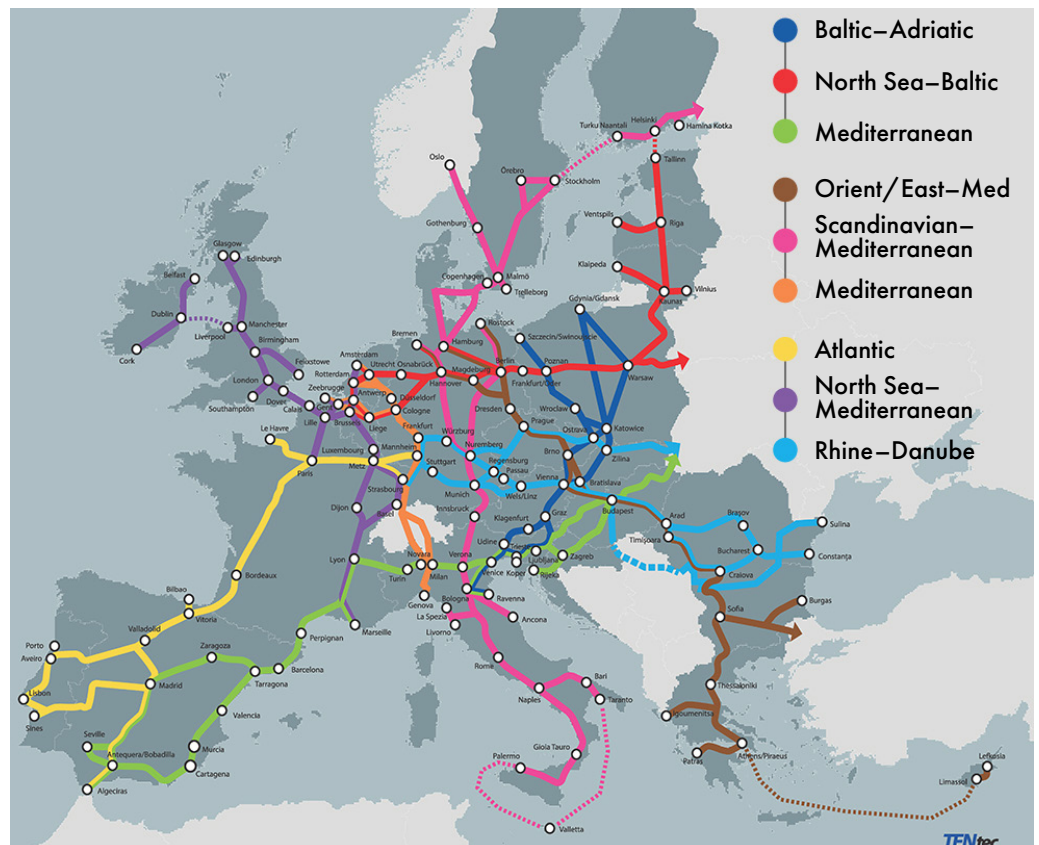 Baltic–Adriatic
North Sea–Baltic
Mediterranean
Orient/East–Med
Scandinavian–
Mediterranean
Mediterranean
Atlantic
North Sea–
Mediterranean
Rhine–Danube
Helsinki
Turku Naantali
Hamina Kotka
Oslo
Örebro
Stockholm
Tallinn
Ventspils
Riga
Gothenburg
Glasgow
Edinburgh
Klaipeda
Belfast
Copenhagen
Malmö
Trelleborg
Vilnius
Kaunas
Gdynia/Gdansk
Dublin
Manchester
Liverpool
Rostock
Bremen
Szczecin/Swinoujscie
Birmingham
Cork
Hamburg
Amsterdam
Felixstowe
Utrecht
Osnabrück
Magdeburg
Berlin
Poznan
Warsaw
London
Rotterdam
Hannover
Frankfurt/Oder
Zeebrugge
Dover
Antwerp
Düsseldorf
Southampton
Calais
Gent
Cologne
Dresden
Wroclaw
Lille
Brussels
Liege
Prague
Katowice
Le Havre
Frankfurt
Würzburg
Ostrava
Luxembourg
Mannheim
Nuremberg
Brno
Zilina
Paris
Metz
Stuttgart
Regensburg
Passau
Strasbourg
Munich
Wels/Linz
Vienna
Bratislava
Dijon
Basel
Innsbruck
Klagenfurt
Graz
Budapest
Arad
Braşov
Sulina
Udine
Timişoara
Trieste
Ljubljana
Zagreb
Bucharest
Constanţa
Lyon
Novara
Verona
Turin
Milan
Venice
Koper
Rijeka
Craiova
Bordeaux
Bilbao
Genova
Bologna
Ravenna
La Spezia
Burgas
Vitoria
Marseille
Livorno
Ancona
Sofia
Valladolid
Perpignan
Porto
Aveiro
Zaragoza
Rome
Barcelona
Madrid
Tarragona
Bari
Thessaloniki
Lisbon
Naples
Taranto
Sines
Valencia
Igoumenitsa
Seville
Murcia
Gioia Tauro
Antequera/Bobadilla
Palermo
Patras
Athens/Piraeus
Lefkosia
Cartagena
Limassol
Algeciras
Valletta
TENtec